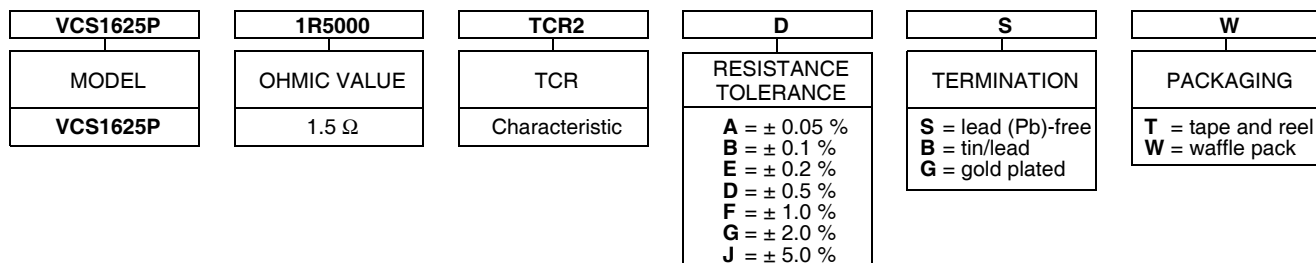 VCS1625P 1R5000 TCR2 D S W
MODEL OHMIC VALUE TCR RESISTANCE TOLERANCE TERMINATION PACKAGING
VCS1625P 1.5 Ω Characteristic A = ± 0.05 % S = lead (Pb)-free T = tape and reel
B = ± 0.1 % B = tin/lead W = waffle pack
E = ± 0.2 % G = gold plated
D = ± 0.5 %
F = ± 1.0 %
G = ± 2.0 %
J = ± 5.0 %